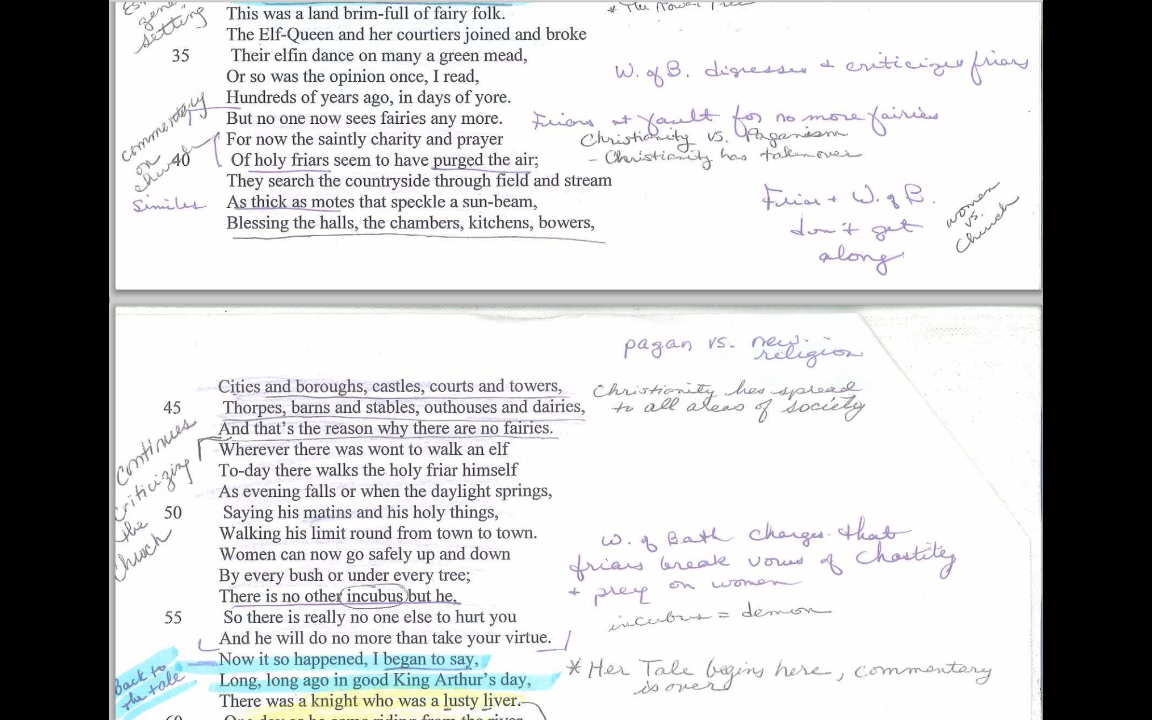 gene
setting
This was a land brim-full of fairy folk.
* The
The Elf-Queen and her courtiers joined and broke
35 Their elfin dance on many a green mead,
W. of B. digresses + criticizes friars
Or so was the opinion once, I read,
Hundreds of years ago, in days of yore.
commentary
on
church
But no one now sees fairies any more.
Friars at fault for no more fairies
For now the saintly charity and prayer
Christianity vs. Paganism
40 Of holy friars seem to have purged the air;
- Christianity has taken over
They search the countryside through field and stream
Similes
As thick as motes that speckle a sun-beam,
Blessing the halls, the chambers, kitchens, bowers,
Friar + W. of B.
don't get
along
women
vs.
Church
pagan vs. new
religion
Cities and boroughs, castles, courts and towers,
Christianity has spread
to all areas of society
45 Thorpes, barns and stables, outhouses and dairies,
And that's the reason why there are no fairies.
continues
criticizing
the
church
Wherever there was wont to walk an elf
To-day there walks the holy friar himself
As evening falls or when the daylight springs,
50 Saying his matins and his holy things,
Walking his limit round from town to town.
W. of Bath charges that
friars break vows of Chastity
+ prey on women
Women can now go safely up and down
By every bush or under every tree;
There is no other incubus but he,
incubus = demon
55 So there is really no one else to hurt you
And he will do no more than take your virtue.
Back to
the tale
Now it so happened, I began to say,
* Her Tale begins here, commentary
is over
Long, long ago in good King Arthur's day,
There was a knight who was a lusty liver.
60 One day as he came riding from the river